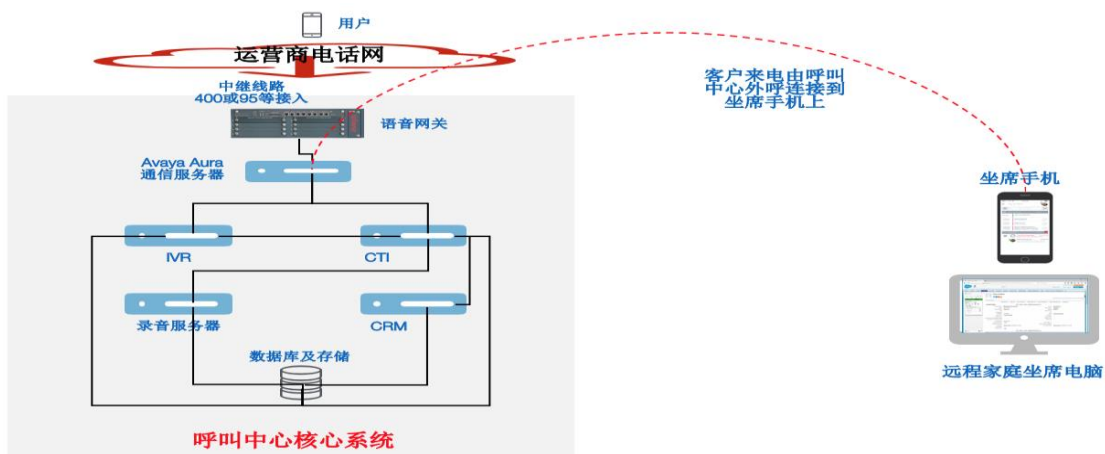 用户
运营商电话网
中继线路
400或95等接入
语音网关
客户来电由呼叫
中心外呼连接到
坐席手机上
Avaya Aura
通信服务器
坐席手机
IVR
CTI
录音服务器
CRM
数据库及存储
远程家庭坐席电脑
呼叫中心核心系统